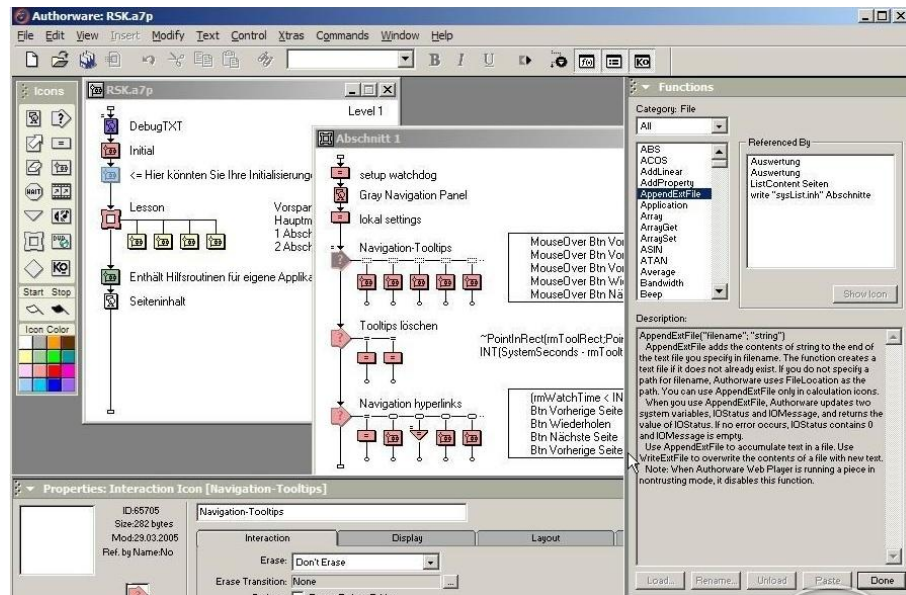 Authorware: RSK.a7p
File Edit View Insert Modify Text Control Xtras Commands Window Help
B I U
Icons
WAIT
DVD
KO
Start Stop
Icon Color
RSK.a7p
Level 1
DebugTXT
Initial
<= Hier könnten Sie Ihre Initialisierung
Lesson
Vorspar
Hauptm
1 Absch
2 Absch
Enthält Hilfsroutinen für eigene Applika
Seiteninhalt
Abschnitt 1
setup watchdog
Gray Navigation Panel
lokal settings
Navigation-Tooltips
MouseOver Btn Vor
MouseOver Btn Vor
MouseOver Btn Vor
MouseOver Btn Wie
MouseOver Btn Nä
Tooltips löschen
~PointInRect(rmToolRect;Poi
INT(SystemSeconds - rmToolt
Navigation hyperlinks
(rmWatchTime < IN
Btn Vorherige Seite
Btn Wiederholen
Btn Nächste Seite
Btn Vorherige Seite
Functions
Category: File
All
ABS
ACOS
AddLinear
AddProperty
AppendExtFile
Application
Array
ArrayGet
ArraySet
ASIN
ATAN
Average
Bandwidth
Beep
Referenced By
Auswertung
Auswertung
ListContent Seiten
write "sysList.inh" Abschnitte
Show Icon
Description:
AppendExtFile("filename"; "string")
AppendExtFile adds the contents of string to the end of
the text file you specify in filename. The function creates a
text file if it does not already exist. If you do not specify a
path for filename, Authorware uses FileLocation as the
path. You can use AppendExtFile only in calculation icons.
When you use AppendExtFile, Authorware updates two
system variables, IOStatus and IOMessage, and returns the
value of IOStatus. If no error occurs, IOStatus contains 0
and IOMessage is empty.
Use AppendExtFile to accumulate text in a file. Use
WriteExtFile to overwrite the contents of a file with new text.
Note: When Authorware Web Player is running a piece in
nontrusting mode, it disables this function.
Load... Rename... Unload Paste Done
Properties: Interaction Icon [Navigation-Tooltips]
ID:65705
Size:282 bytes
Mod:29.03.2005
Ref. by Name:No
Navigation-Tooltips
Interaction Display Layout
Erase: Don't Erase
Erase Transition: None ...